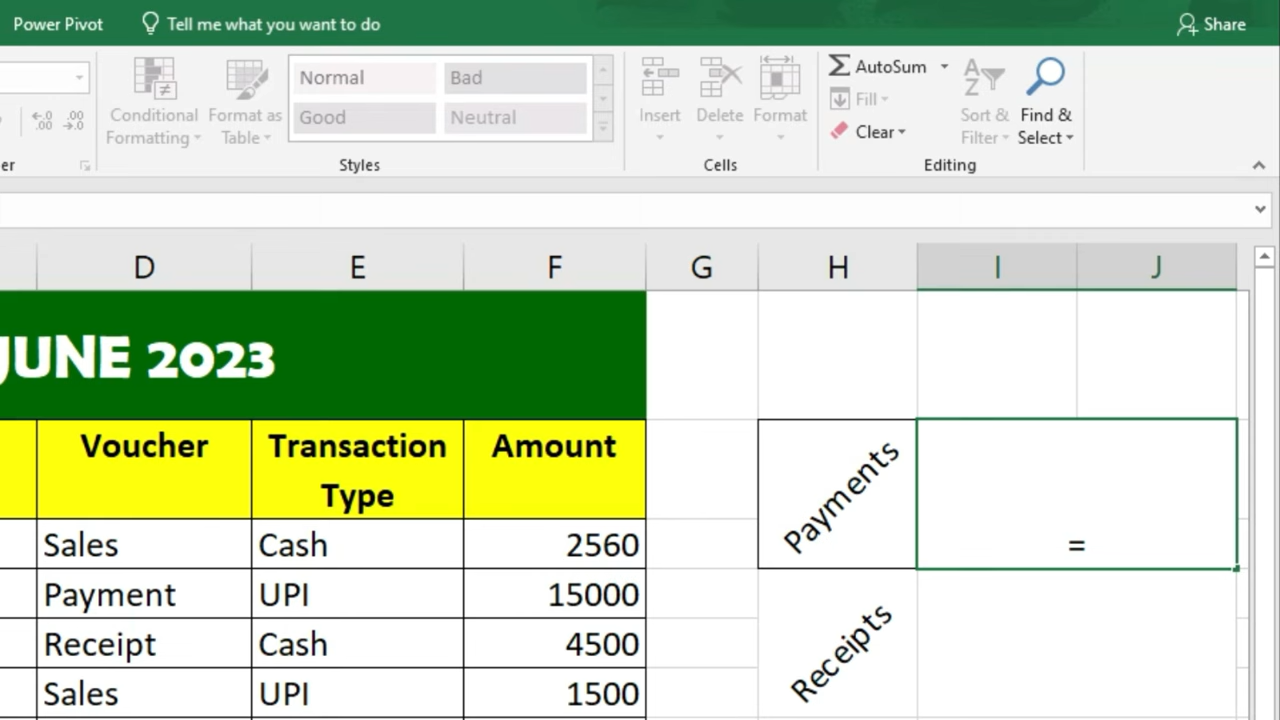 Power Pivot Tell me what you want to do Share
Conditional Formatting Format as Table Normal Bad Good Neutral Insert Delete Format AutoSum Fill Clear Sort & Filter Find & Select
er Styles Cells Editing
D E F G H I J
JUNE 2023
Voucher Transaction Type Amount
Payments =
Sales Cash 2560
Payment UPI 15000
Receipt Cash 4500
Receipts
Sales UPI 1500